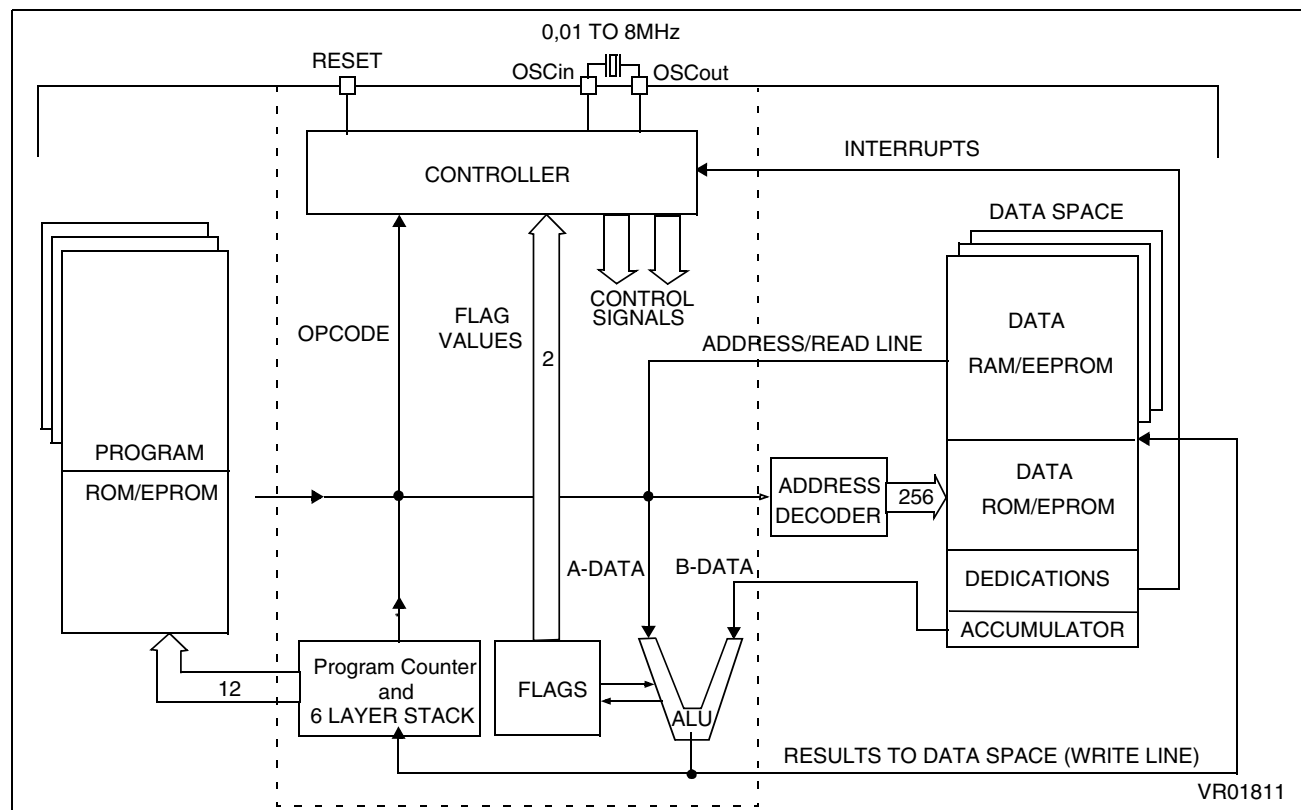 0,01 TO 8MHz
RESET
OSCin
OSCout
INTERRUPTS
CONTROLLER
DATA SPACE
CONTROL
SIGNALS
FLAG
VALUES
OPCODE
2
ADDRESS/READ LINE
DATA
RAM/EEPROM
PROGRAM
ROM/EPROM
ADDRESS
DECODER
256
DATA
ROM/EPROM
A-DATA
B-DATA
DEDICATIONS
ACCUMULATOR
12
Program Counter
and
6 LAYER STACK
FLAGS
ALU
RESULTS TO DATA SPACE (WRITE LINE)
VR01811